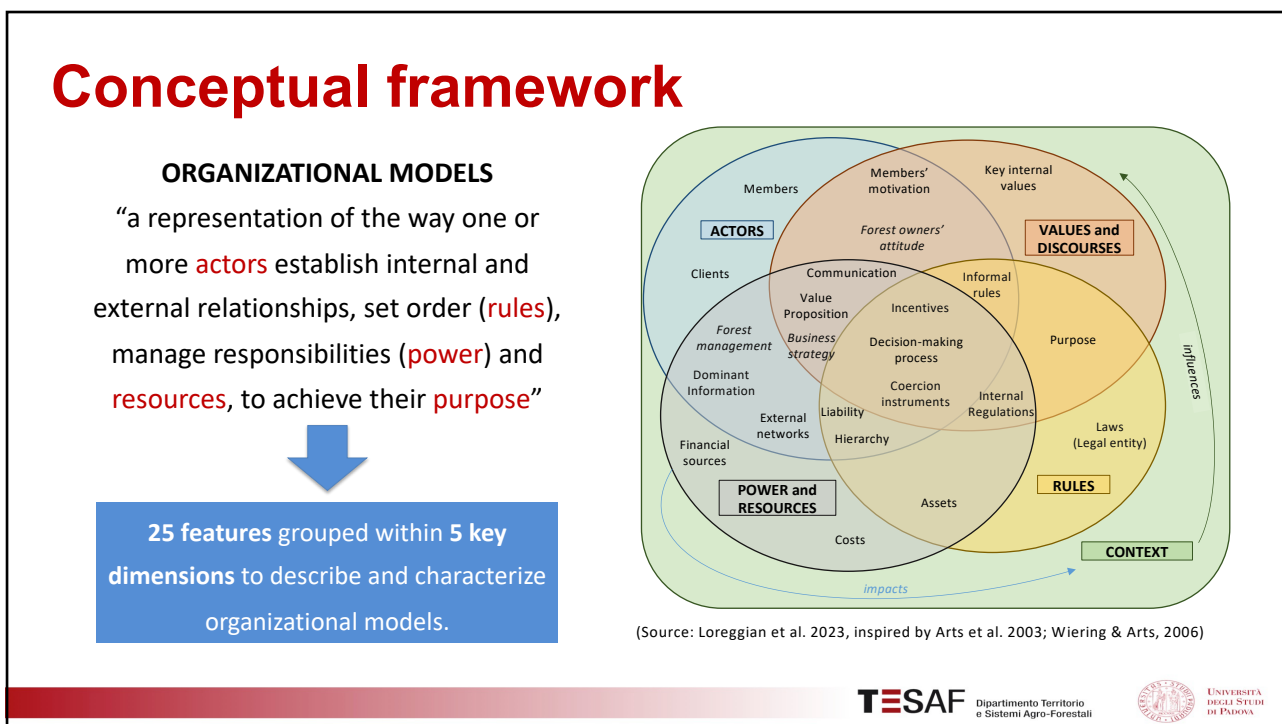 Conceptual framework
ORGANIZATIONAL MODELS
“a representation of the way one or
more actors establish internal and
external relationships, set order (rules),
manage responsibilities (power) and
resources, to achieve their purpose”
25 features grouped within 5 key
dimensions to describe and characterize
organizational models.
Members
Members’
motivation
Key internal
values
ACTORS
Forest owners’
attitude
VALUES and
DISCOURSES
Clients
Communication
Informal
rules
Value
Proposition
Incentives
Forest
management
Business
strategy
Decision-making
process
Purpose
influences
Dominant
Information
Coercion
instruments
Internal
Regulations
External
networks
Liability
Hierarchy
Laws
(Legal entity)
Financial
sources
POWER and
RESOURCES
RULES
Assets
Costs
CONTEXT
impacts
(Source: Loreggian et al. 2023, inspired by Arts et al. 2003; Wiering & Arts, 2006)
TESAF
Dipartimento Territorio
e Sistemi Agro-Forestali
UNIVERSITÀ
DEGLI STUDI
DI PADOVA